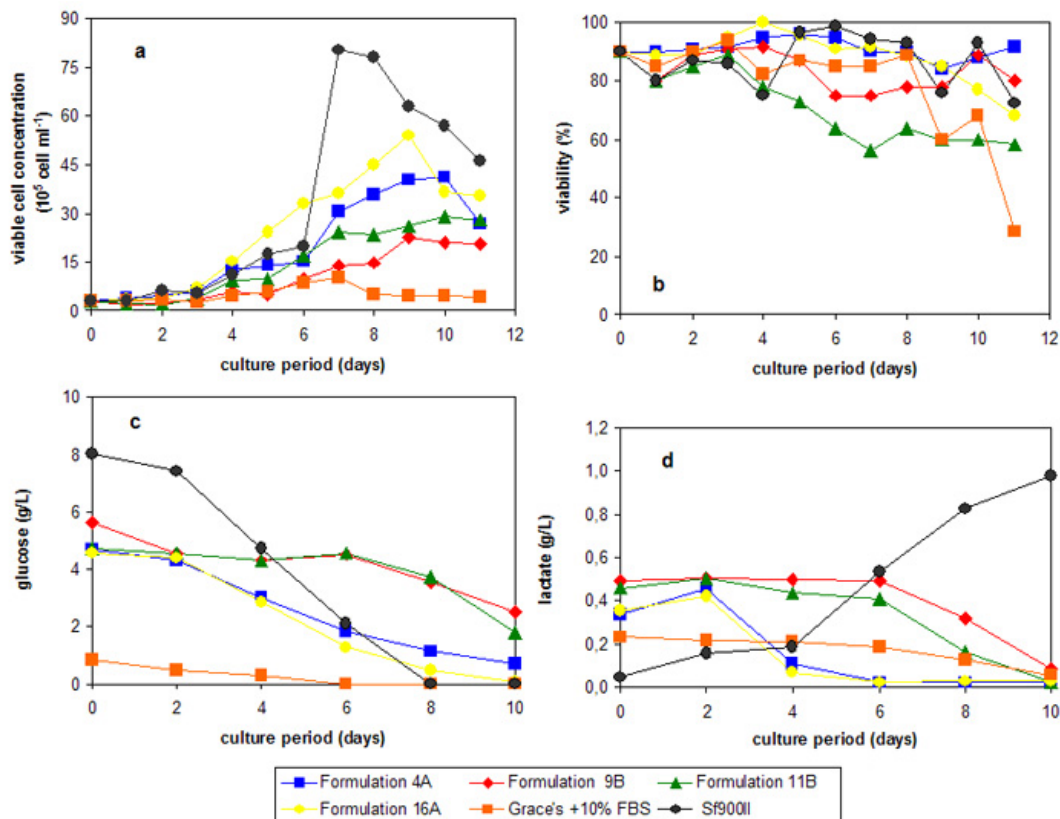 a
viable cell concentration
(10⁵ cell ml⁻¹)
90
75
60
45
30
15
0
0 2 4 6 8 10 12
culture period (days)
b
viability (%)
100
80
60
40
20
0
0 2 4 6 8 10 12
culture period (days)
c
glucose (g/L)
10
8
6
4
2
0
0 2 4 6 8 10
culture period (days)
d
lactate (g/L)
1,2
1,0
0,8
0,6
0,4
0,2
0,0
0 2 4 6 8 10
culture period (days)
Formulation 4A Formulation 9B Formulation 11B
Formulation 16A Grace's +10% FBS Sf900II